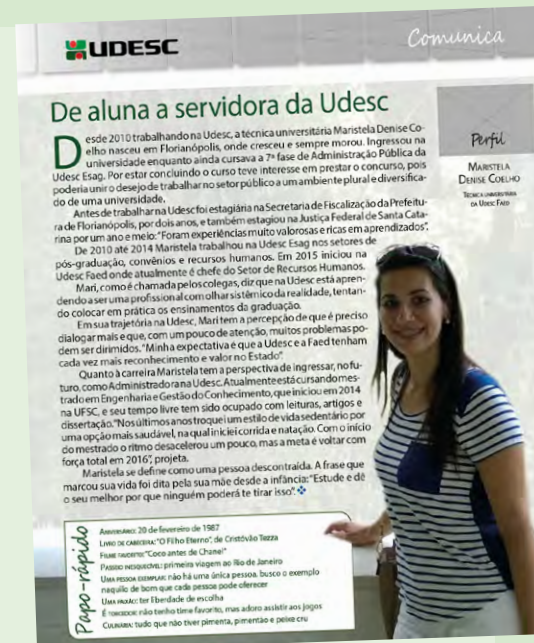 UDESC
Comunica
De aluna a servidora da Udesc
Desde 2010 trabalhando na Udesc, a técnica universitária Maristela Denise Co-
elho nasceu em Florianópolis, onde cresceu e sempre morou. Ingressou na
universidade enquanto ainda cursava a 7ª fase de Administração Pública da
Udesc Esag. Por estar concluindo o curso teve interesse em prestar o concurso, pois
poderia unir o desejo de trabalhar no setor público a um ambiente plural e diversifica-
do de uma universidade.
Antes de trabalhar na Udesc foi estagiária na Secretaria de Fiscalização da Prefeitu-
ra de Florianópolis, por dois anos, e também estagiou na Justiça Federal de Santa Cata-
rina por um ano e meio: "Foram experiências muito valorosas e ricas em aprendizados".
De 2010 até 2014 Maristela trabalhou na Udesc Esag nos setores de
pós-graduação, convênios e recursos humanos. Em 2015 iniciou na
Udesc Faed onde atualmente é chefe do Setor de Recursos Humanos.
Mari, como é chamada pelos colegas, diz que na Udesc está apren-
dendo a ser uma profissional com olhar sistêmico da realidade, tentan-
do colocar em prática os ensinamentos da graduação.
Em sua trajetória na Udesc, Mari tem a percepção de que é preciso
dialogar mais e que, com um pouco de atenção, muitos problemas po-
dem ser dirimidos. "Minha expectativa é que a Udesc e a Faed tenham
cada vez mais reconhecimento e valor no Estado".
Quanto à carreira Maristela tem a perspectiva de ingressar, no fu-
turo, como Administradora na Udesc. Atualmente está cursando mes-
trado em Engenharia e Gestão do Conhecimento, que iniciou em 2014
na UFSC, e seu tempo livre tem sido ocupado com leituras, artigos e
dissertação. "Nos últimos anos troquei um estilo de vida sedentário por
uma opção mais saudável, na qual iniciei corrida e natação. Com o início
do mestrado o ritmo desacelerou um pouco, mas a meta é voltar com
força total em 2016", projeta.
Maristela se define como uma pessoa descontraída. A frase que
marcou sua vida foi dita pela sua mãe desde a infância: "Estude e dê
o seu melhor por que ninguém poderá te tirar isso".
Perfil
MARISTELA
DENISE COELHO
TÉCNICA UNIVERSITÁRIA
DA UDESC FAED
Papo-rápido
ANIVERSÁRIO: 20 de fevereiro de 1987
LIVRO DE CABECEIRA: "O Filho Eterno", de Cristóvão Tezza
FILME FAVORITO: "Coco antes de Chanel"
PASSEIO INESQUECÍVEL: primeira viagem ao Rio de Janeiro
UMA PESSOA EXEMPLAR: não há uma única pessoa, busco o exemplo
naquilo de bom que cada pessoa pode oferecer
UMA PAIXÃO: ter liberdade de escolha
É TORCEDOR: não tenho time favorito, mas adoro assistir aos jogos
CULINÁRIA: tudo que não tiver pimenta, pimentão e peixe cru